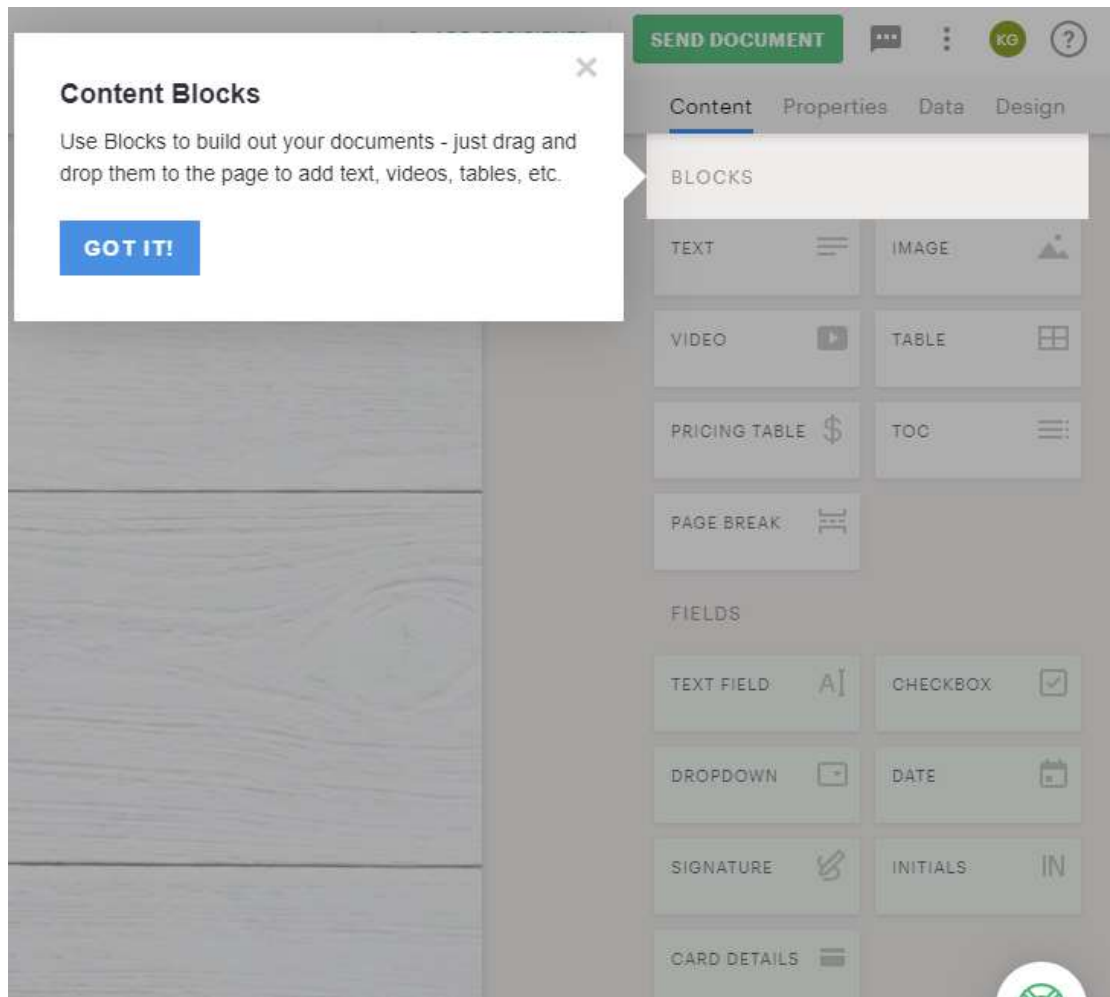 SEND DOCUMENT
KG
?
Content Blocks
Use Blocks to build out your documents - just drag and
drop them to the page to add text, videos, tables, etc.
GOT IT!
Content Properties Data Design
BLOCKS
TEXT IMAGE
VIDEO TABLE
PRICING TABLE $ TOC
PAGE BREAK
FIELDS
TEXT FIELD A CHECKBOX
DROPDOWN DATE
SIGNATURE INITIALS IN
CARD DETAILS